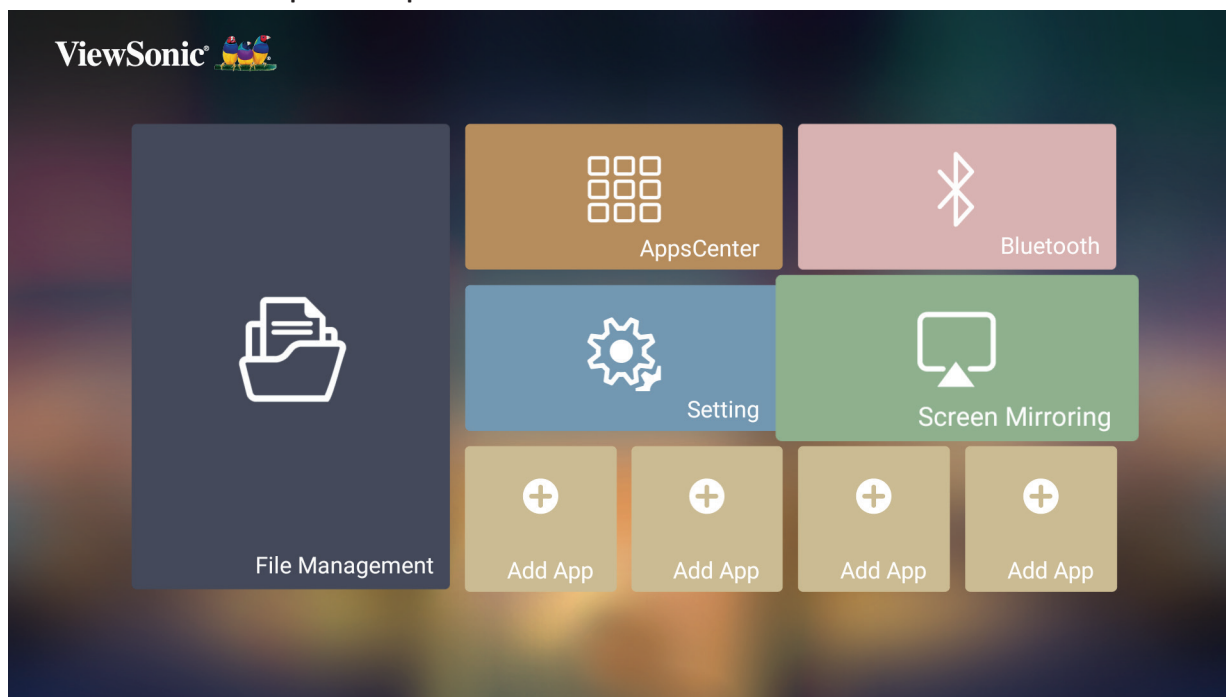 ViewSonic®
AppsCenter
Bluetooth
Setting
Screen Mirroring
File Management
Add App
Add App
Add App
Add App